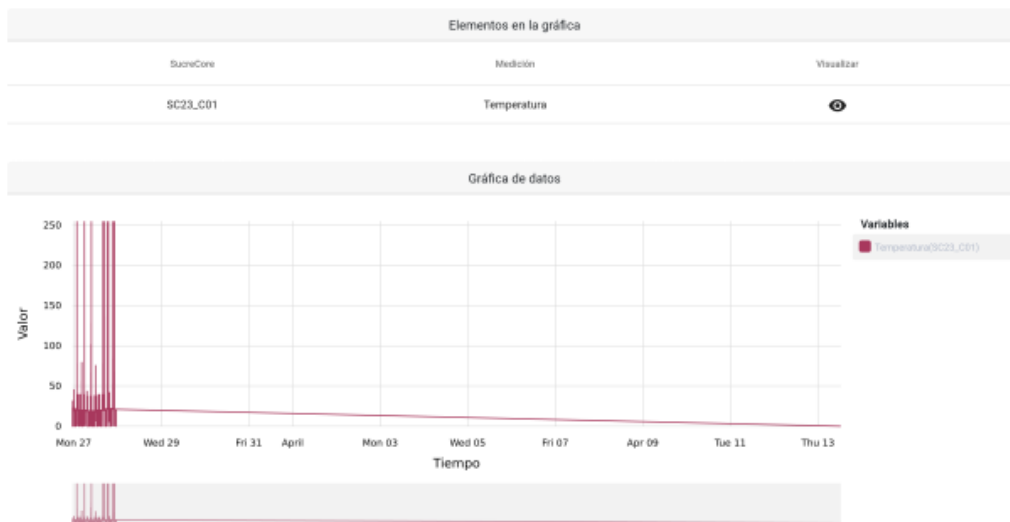 Elementos en la gráfica
SucreCore Medición Visualizar
SC23_C01 Temperatura
Gráfica de datos
Variables
Temperatura(SC23_C01)
250
200
150
100
50
0
Valor
Mon 27 Wed 29 Fri 31 April Mon 03 Wed 05 Fri 07 Apr 09 Tue 11 Thu 13
Tiempo